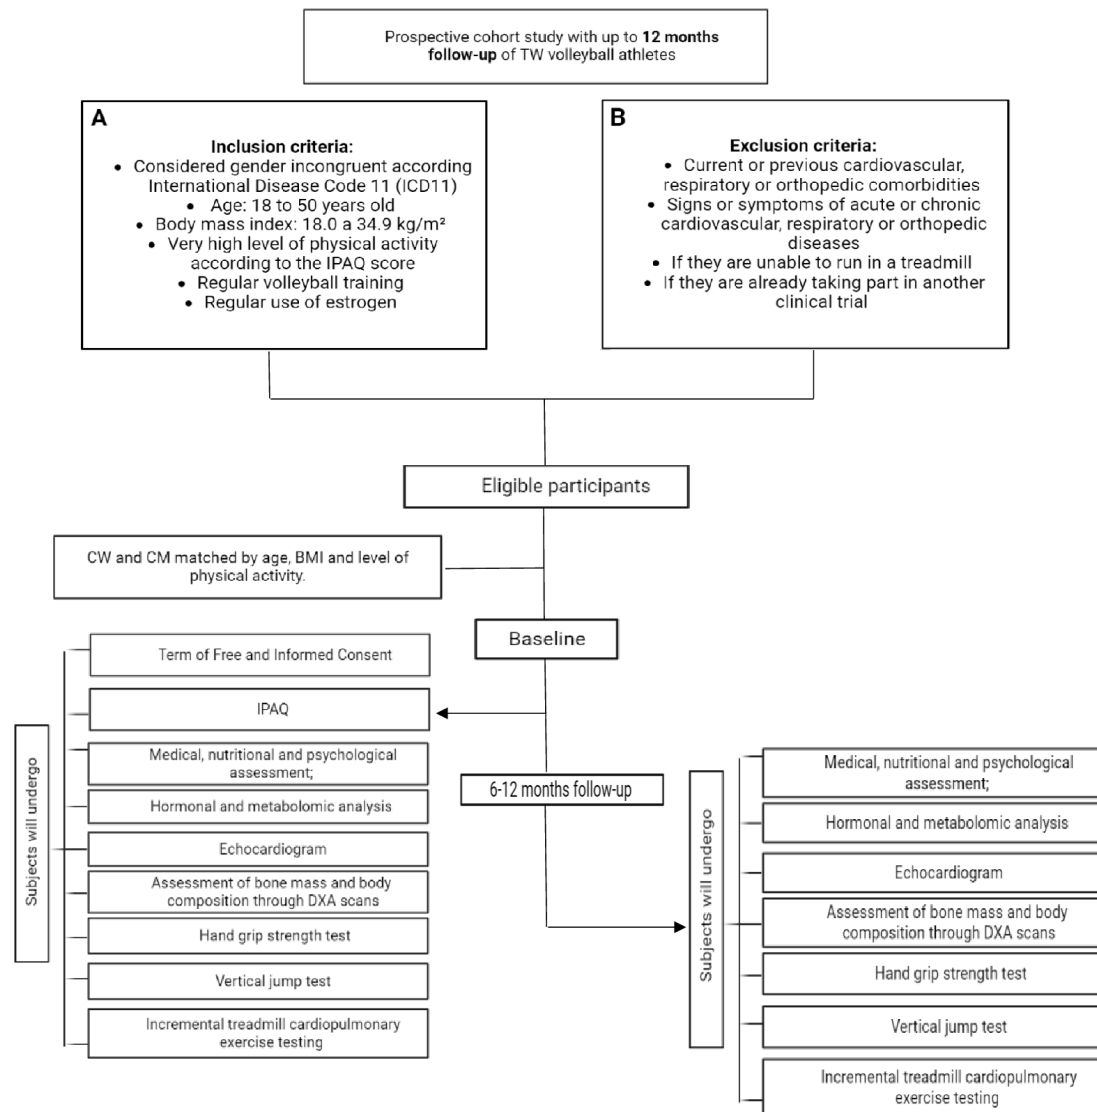 Prospective cohort study with up to 12 months
follow-up of TW volleyball athletes
A
Inclusion criteria:
• Considered gender incongruent according
International Disease Code 11 (ICD11)
• Age: 18 to 50 years old
• Body mass index: 18.0 a 34.9 kg/m²
• Very high level of physical activity
according to the IPAQ score
• Regular volleyball training
• Regular use of estrogen
B
Exclusion criteria:
• Current or previous cardiovascular,
respiratory or orthopedic comorbidities
• Signs or symptoms of acute or chronic
cardiovascular, respiratory or orthopedic
diseases
• If they are unable to run in a treadmill
• If they are already taking part in another
clinical trial
Eligible participants
CW and CM matched by age, BMI and level of
physical activity.
Baseline
Subjects will undergo
Term of Free and Informed Consent
IPAQ
Medical, nutritional and psychological
assessment;
Hormonal and metabolomic analysis
Echocardiogram
Assessment of bone mass and body
composition through DXA scans
Hand grip strength test
Vertical jump test
Incremental treadmill cardiopulmonary
exercise testing
6-12 months follow-up
Subjects will undergo
Medical, nutritional and psychological
assessment;
Hormonal and metabolomic analysis
Echocardiogram
Assessment of bone mass and body
composition through DXA scans
Hand grip strength test
Vertical jump test
Incremental treadmill cardiopulmonary
exercise testing